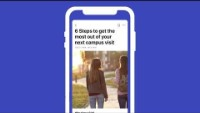 6 Steps to get the
most out of your
next campus visit